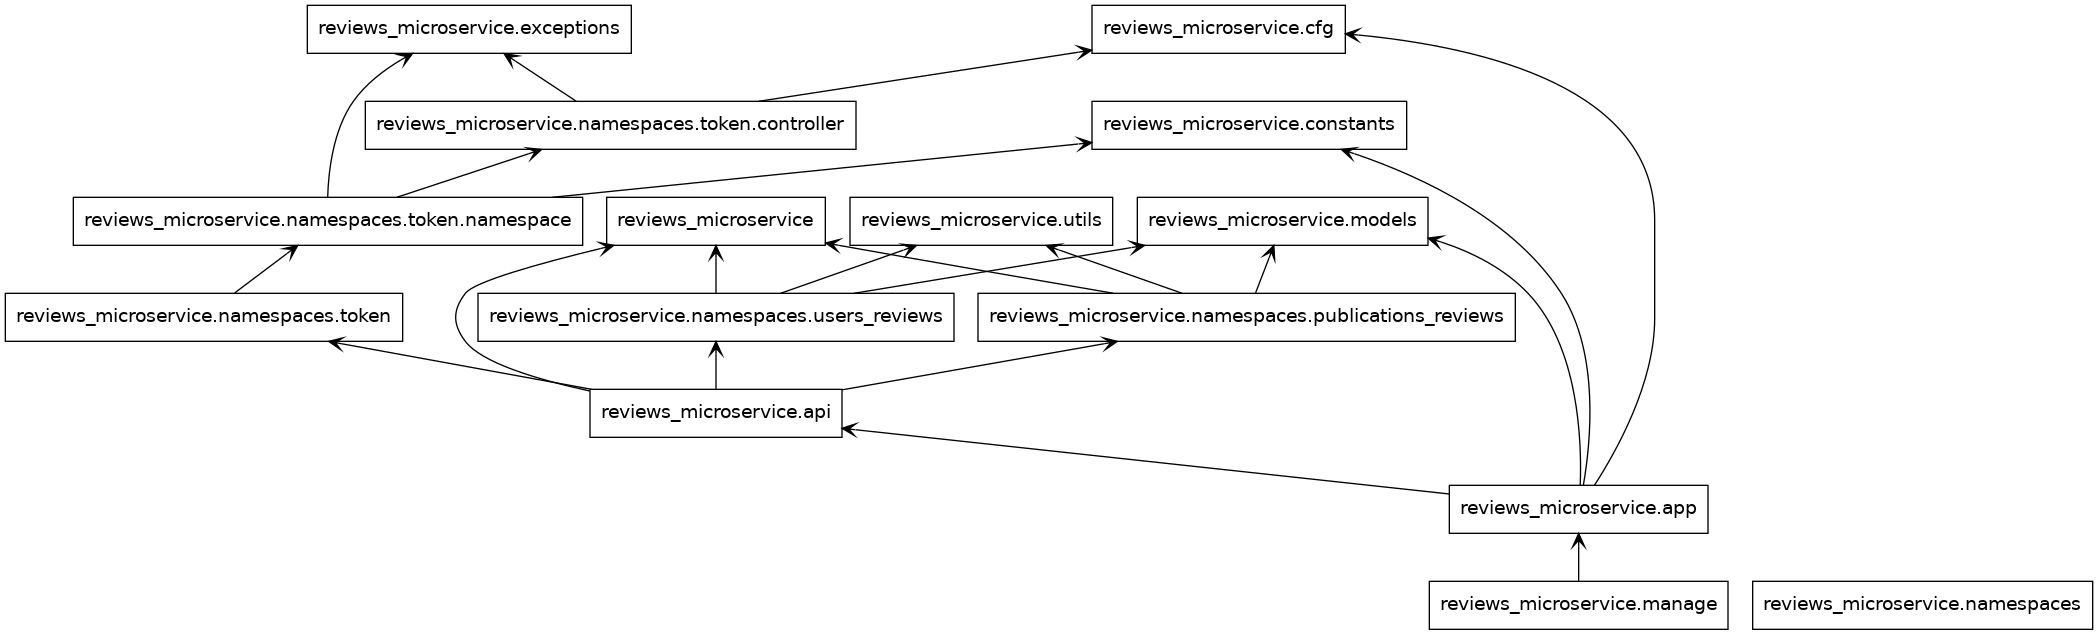 reviews_microservice.exceptions
reviews_microservice.cfg
reviews_microservice.namespaces.token.controller
reviews_microservice.constants
reviews_microservice.namespaces.token.namespace
reviews_microservice
reviews_microservice.utils
reviews_microservice.models
reviews_microservice.namespaces.token
reviews_microservice.namespaces.users_reviews
reviews_microservice.namespaces.publications_reviews
reviews_microservice.api
reviews_microservice.app
reviews_microservice.manage
reviews_microservice.namespaces